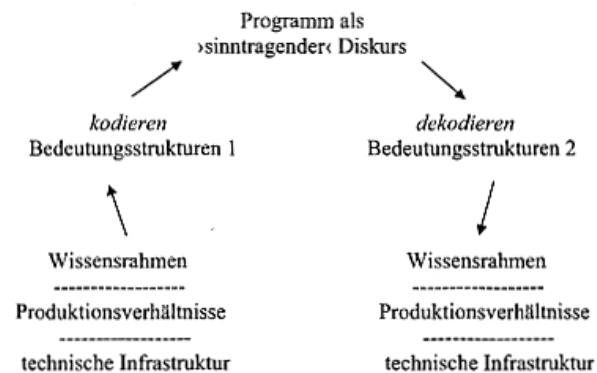 Programm als
›sinntragender‹ Diskurs
kodieren
Bedeutungsstrukturen 1
dekodieren
Bedeutungsstrukturen 2
Wissensrahmen
Produktionsverhältnisse
technische Infrastruktur
Wissensrahmen
Produktionsverhältnisse
technische Infrastruktur